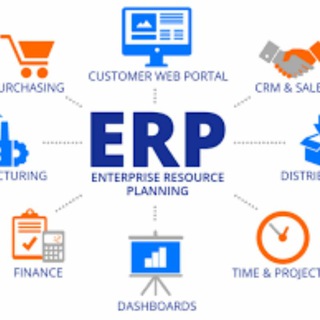 CUSTOMER WEB PORTAL
URCHASING
CRM & SALE
ERP
ENTERPRISE RESOURCE
PLANNING
CTURING
DISTRIB
FINANCE
TIME & PROJECT
DASHBOARDS